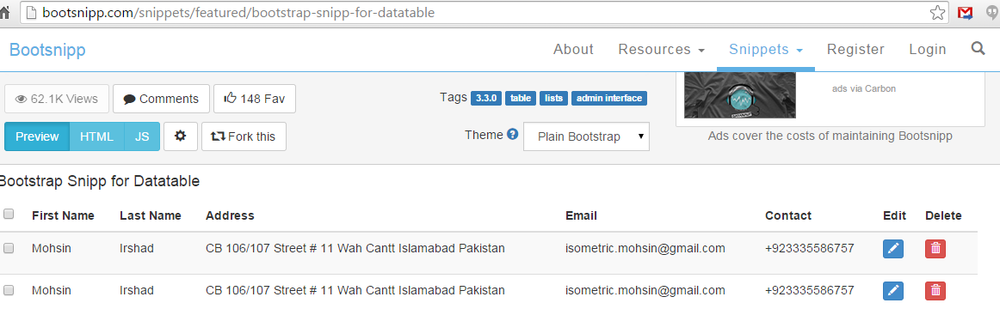 bootsnipp.com/snippets/featured/bootstrap-snipp-for-datatable
Bootsnipp About Resources Snippets Register Login
62.1K Views Comments 148 Fav Tags 3.3.0 table lists admin interface
ads via Carbon
Preview HTML JS Fork this Theme ? Plain Bootstrap
Ads cover the costs of maintaining Bootsnipp
Bootstrap Snipp for Datatable
First Name Last Name Address Email Contact Edit Delete
Mohsin Irshad CB 106/107 Street # 11 Wah Cantt Islamabad Pakistan isometric.mohsin@gmail.com +923335586757
Mohsin Irshad CB 106/107 Street # 11 Wah Cantt Islamabad Pakistan isometric.mohsin@gmail.com +923335586757